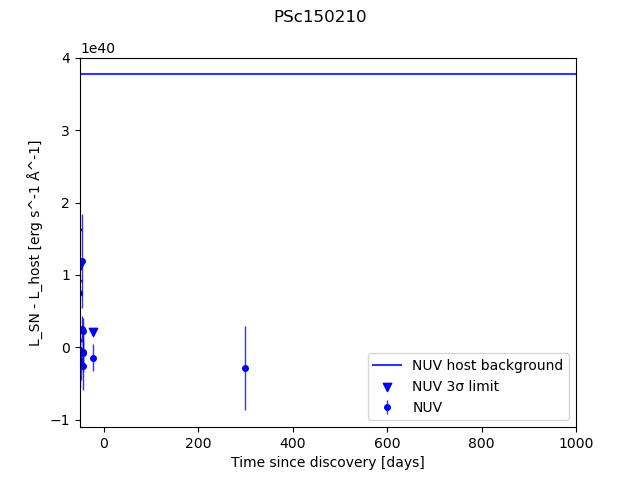 PSc150210
1e40
L_SN - L_host [erg s^-1 Å^-1]
4
3
2
1
0
−1
0 200 400 600 800 1000
Time since discovery [days]
NUV host background
NUV 3σ limit
NUV